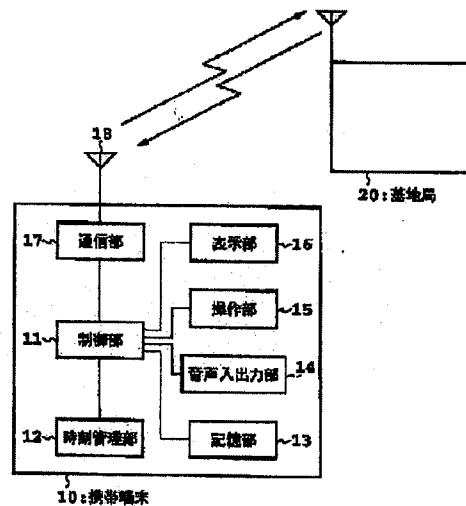 18
20:基地局
17 通信部
表示部 16
操作部 15
11 制御部
音声入出力部 14
12 時刻管理部
記憶部 13
10:携帯端末